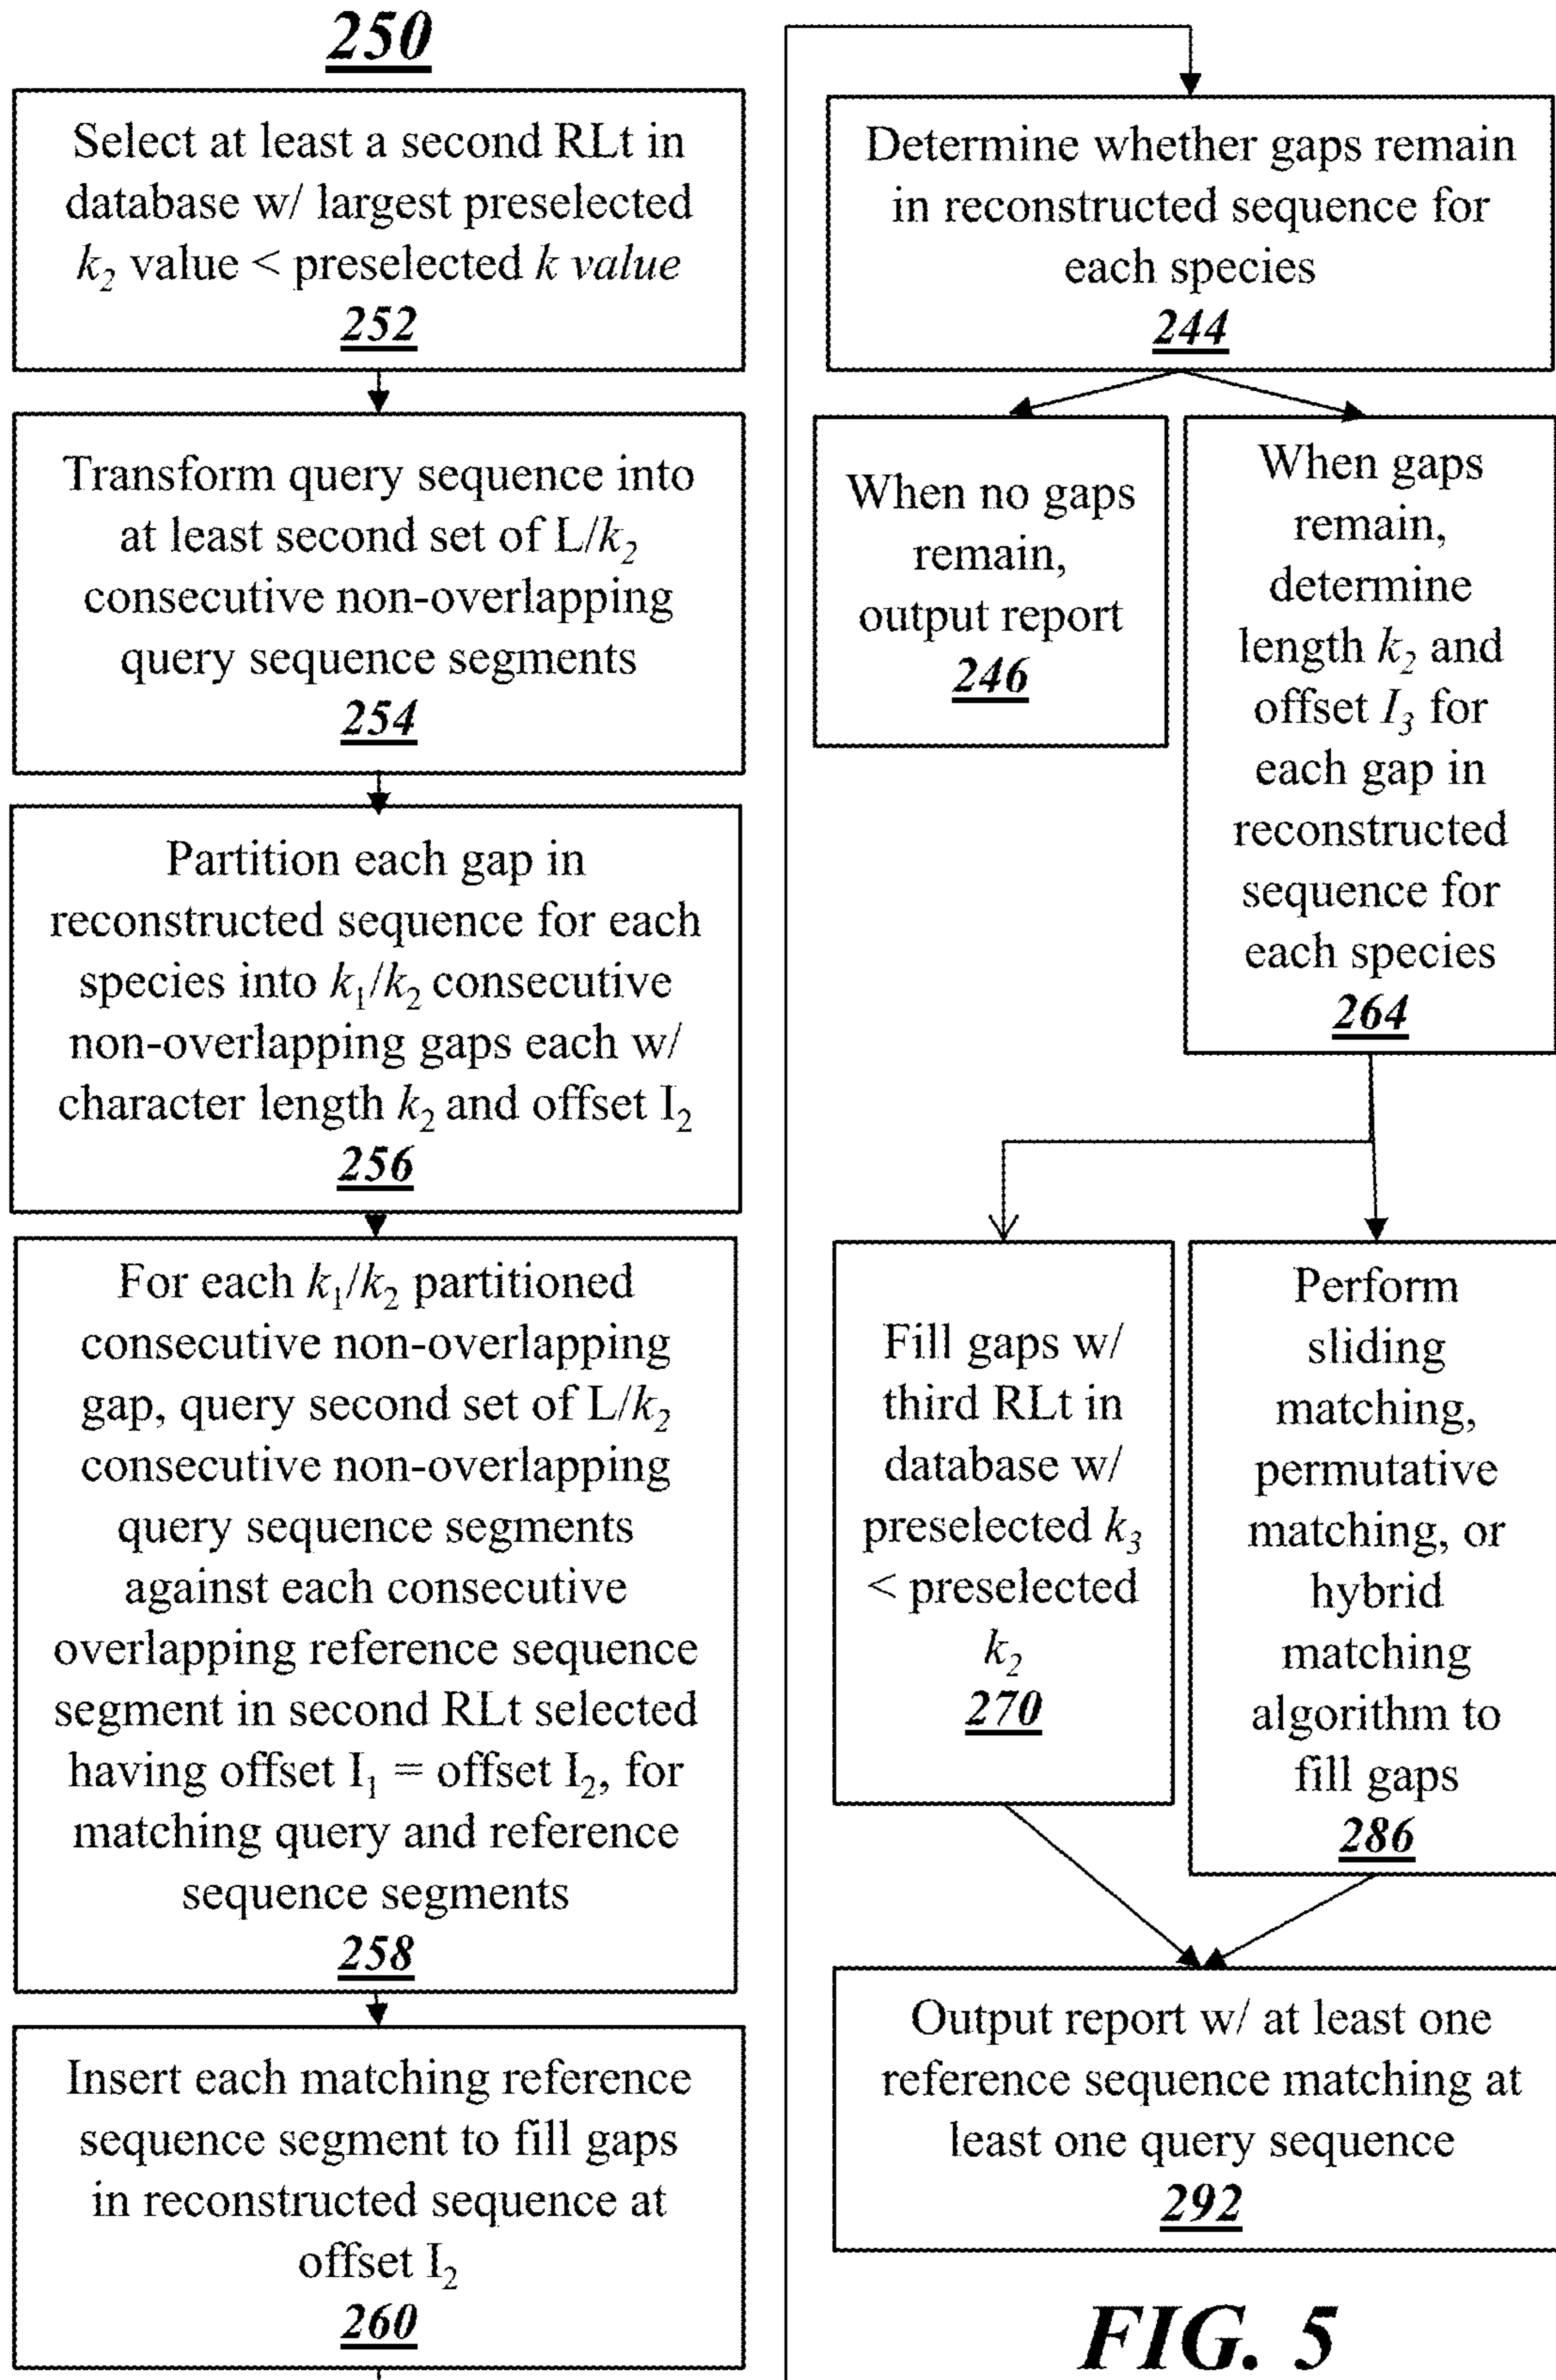 250
Select at least a second RLt in
database w/ largest preselected
k₂ value < preselected k value
252
Transform query sequence into
at least second set of L/k₂
consecutive non-overlapping
query sequence segments
254
Partition each gap in
reconstructed sequence for each
species into k₁/k₂ consecutive
non-overlapping gaps each w/
character length k₂ and offset I₂
256
For each k₁/k₂ partitioned
consecutive non-overlapping
gap, query second set of L/k₂
consecutive non-overlapping
query sequence segments
against each consecutive
overlapping reference sequence
segment in second RLt selected
having offset I₁ = offset I₂, for
matching query and reference
sequence segments
258
Insert each matching reference
sequence segment to fill gaps
in reconstructed sequence at
offset I₂
260
Determine whether gaps remain
in reconstructed sequence for
each species
244
When no gaps
remain,
output report
246
When gaps
remain,
determine
length k₂ and
offset I₃ for
each gap in
reconstructed
sequence for
each species
264
Fill gaps w/
third RLt in
database w/
preselected k₃
< preselected
k₂
270
Perform
sliding
matching,
permutative
matching, or
hybrid
matching
algorithm to
fill gaps
286
Output report w/ at least one
reference sequence matching at
least one query sequence
292
FIG. 5